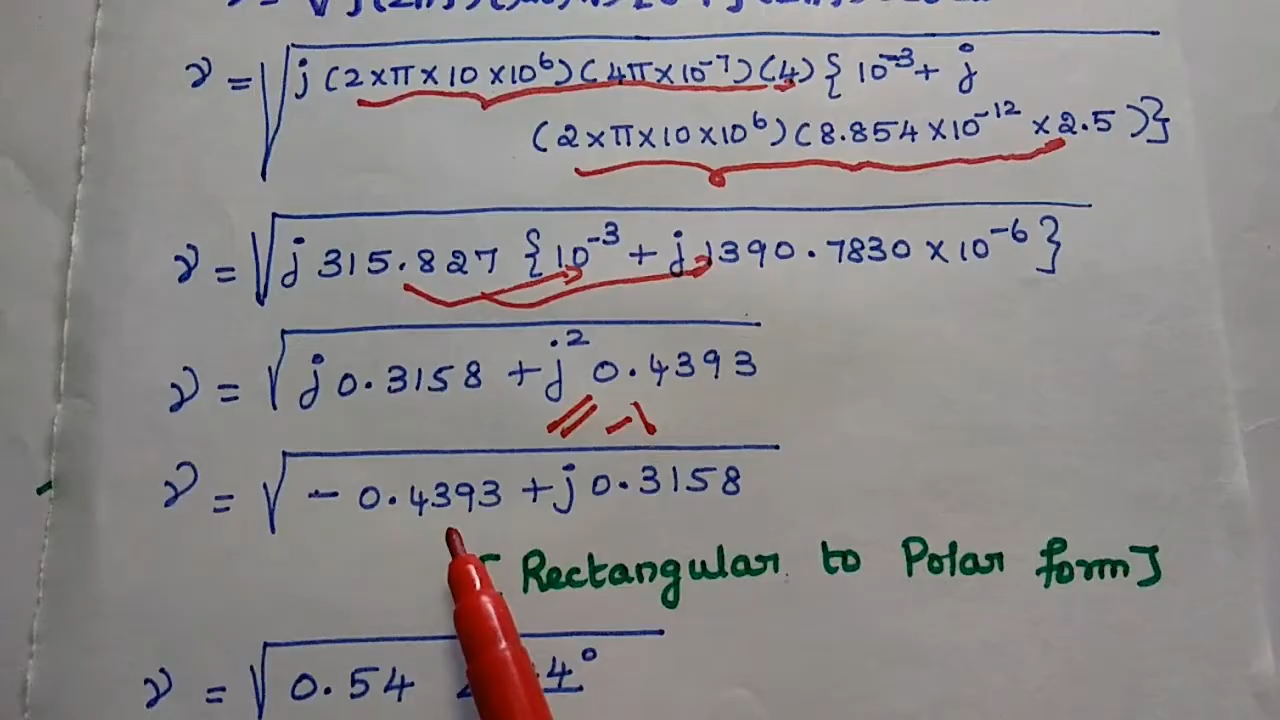 γ = √j(2×π×10×10⁶)(4π×10⁻⁷)(4){10⁻³+ j
(2×π×10×10⁶)(8.854×10⁻¹²×2.5)}
γ = √j 315.827 {10⁻³ + j 1390.7830 × 10⁻⁶}
γ = √j 0.3158 + j² 0.4393
-1
γ = √- 0.4393 + j 0.3158
[Rectangular to Polar form]
γ = √0.54 4°